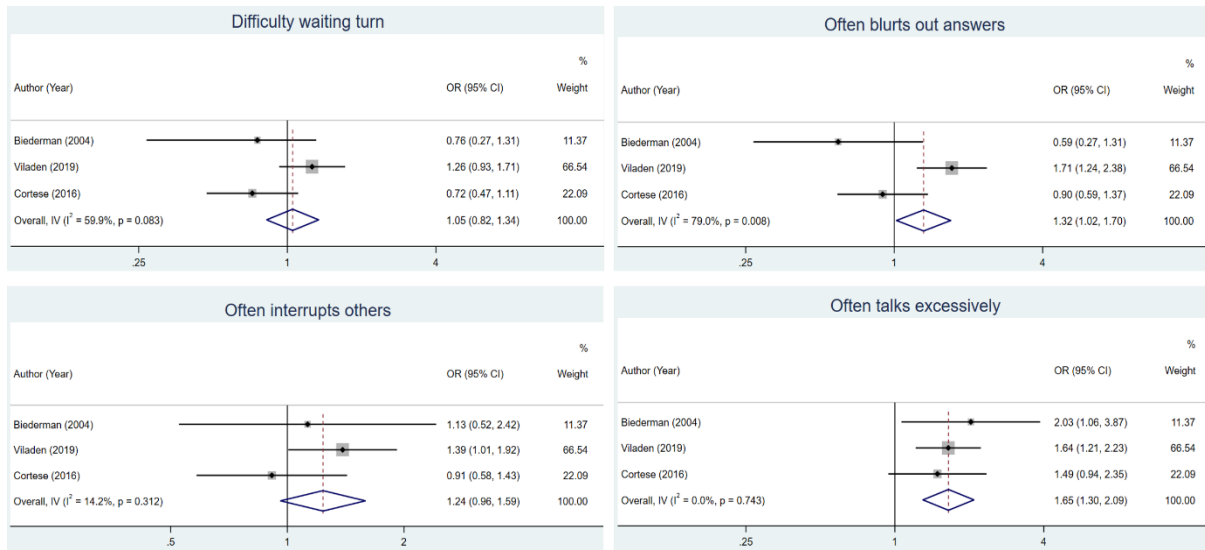 Difficulty waiting turn
%
Author (Year) OR (95% CI) Weight
Biederman (2004) 0.76 (0.27, 1.31) 11.37
Viladen (2019) 1.26 (0.93, 1.71) 66.54
Cortese (2016) 0.72 (0.47, 1.11) 22.09
Overall, IV (I² = 59.9%, p = 0.083) 1.05 (0.82, 1.34) 100.00
.25 1 4
Often blurts out answers
%
Author (Year) OR (95% CI) Weight
Biederman (2004) 0.59 (0.27, 1.31) 11.37
Viladen (2019) 1.71 (1.24, 2.38) 66.54
Cortese (2016) 0.90 (0.59, 1.37) 22.09
Overall, IV (I² = 79.0%, p = 0.008) 1.32 (1.02, 1.70) 100.00
.25 1 4
Often interrupts others
%
Author (Year) OR (95% CI) Weight
Biederman (2004) 1.13 (0.52, 2.42) 11.37
Viladen (2019) 1.39 (1.01, 1.92) 66.54
Cortese (2016) 0.91 (0.58, 1.43) 22.09
Overall, IV (I² = 14.2%, p = 0.312) 1.24 (0.96, 1.59) 100.00
.5 1 2
Often talks excessively
%
Author (Year) OR (95% CI) Weight
Biederman (2004) 2.03 (1.06, 3.87) 11.37
Viladen (2019) 1.64 (1.21, 2.23) 66.54
Cortese (2016) 1.49 (0.94, 2.35) 22.09
Overall, IV (I² = 0.0%, p = 0.743) 1.65 (1.30, 2.09) 100.00
.25 1 4